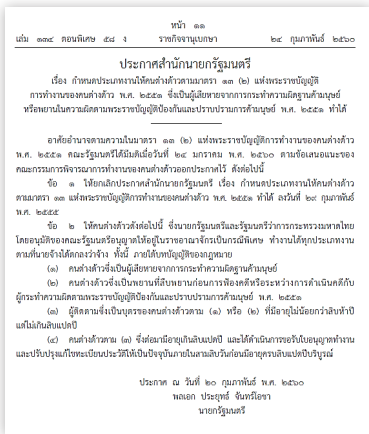 หน้า ๑๑
เล่ม ๑๓๔ ตอนพิเศษ ๕๘ ง ราชกิจจานุเบกษา ๒๔ กุมภาพันธ์ ๒๕๖๐
ประกาศสำนักนายกรัฐมนตรี
เรื่อง กำหนดประเภทงานให้คนต่างด้าวตามมาตรา ๑๓ (๒) แห่งพระราชบัญญัติ
การทำงานของคนต่างด้าว พ.ศ. ๒๕๕๑ ซึ่งเป็นผู้เสียหายจากการกระทำความผิดฐานค้ามนุษย์
หรือพยานในความผิดตามพระราชบัญญัติป้องกันและปราบปรามการค้ามนุษย์ พ.ศ. ๒๕๕๑ ทำได้
อาศัยอำนาจตามความในมาตรา ๑๓ (๒) แห่งพระราชบัญญัติการทำงานของคนต่างด้าว
พ.ศ. ๒๕๕๑ คณะรัฐมนตรีได้มีมติเมื่อวันที่ ๒๔ มกราคม พ.ศ. ๒๕๖๐ ตามข้อเสนอแนะของ
คณะกรรมการพิจารณาการทำงานของคนต่างด้าวออกประกาศไว้ ดังต่อไปนี้
ข้อ ๑ ให้ยกเลิกประกาศสำนักนายกรัฐมนตรี เรื่อง กำหนดประเภทงานให้คนต่างด้าว
ตามมาตรา ๑๓ แห่งพระราชบัญญัติการทำงานของคนต่างด้าว พ.ศ. ๒๕๕๑ ทำได้ ลงวันที่ ๒๙ กุมภาพันธ์
พ.ศ. ๒๕๕๕
ข้อ ๒ ให้คนต่างด้าวดังต่อไปนี้ ซึ่งนายกรัฐมนตรีและรัฐมนตรีว่าการกระทรวงมหาดไทย
โดยอนุมัติของคณะรัฐมนตรีอนุญาตให้อยู่ในราชอาณาจักรเป็นกรณีพิเศษ ทำงานได้ทุกประเภทงาน
ตามที่นายจ้างได้ตกลงว่าจ้าง ทั้งนี้ ภายใต้บทบัญญัติของกฎหมาย
(๑) คนต่างด้าวซึ่งเป็นผู้เสียหายจากการกระทำความผิดฐานค้ามนุษย์
(๒) คนต่างด้าวซึ่งเป็นพยานที่สืบพยานก่อนการฟ้องคดีหรือระหว่างการดำเนินคดีกับ
ผู้กระทำความผิดตามพระราชบัญญัติป้องกันและปราบปรามการค้ามนุษย์ พ.ศ. ๒๕๕๑
(๓) ผู้ติดตามซึ่งเป็นบุตรของคนต่างด้าวตาม (๑) หรือ (๒) ที่มีอายุไม่น้อยกว่าสิบห้าปี
แต่ไม่เกินสิบแปดปี
(๔) คนต่างด้าวตาม (๓) ซึ่งต่อมามีอายุเกินสิบแปดปี และได้ดำเนินการขอรับใบอนุญาตทำงาน
และปรับปรุงแก้ไขทะเบียนประวัติให้เป็นปัจจุบันภายในสามสิบวันก่อนมีอายุครบสิบแปดปีบริบูรณ์
ประกาศ ณ วันที่ ๒๐ กุมภาพันธ์ พ.ศ. ๒๕๖๐
พลเอก ประยุทธ์ จันทร์โอชา
นายกรัฐมนตรี